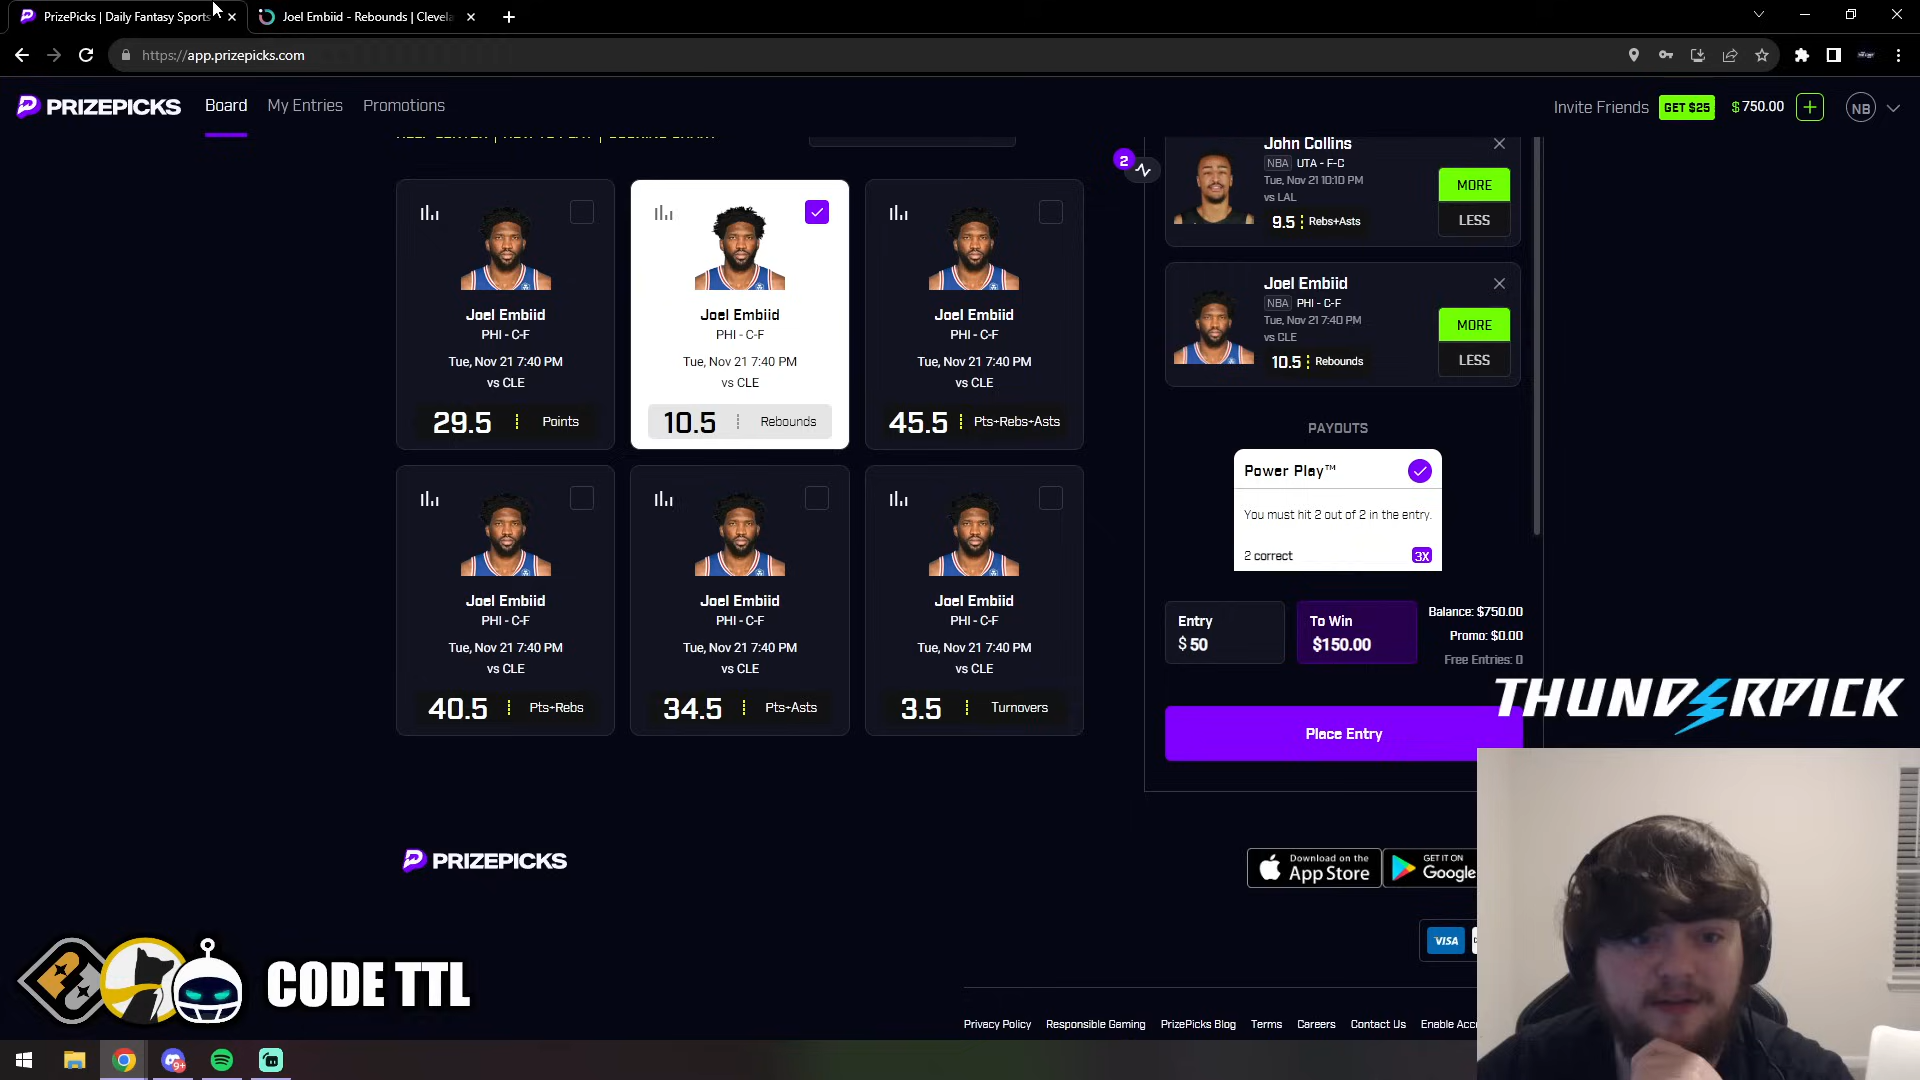 PrizePicks | Daily Fantasy Sports
Joel Embiid - Rebounds | Clevela
https://app.prizepicks.com
PRIZEPICKS
Board
My Entries
Promotions
Invite Friends
GET $25
$ 750.00
NB
2
John Collins
NBA UTA - F-C
Tue, Nov 21 10:10 PM
vs LAL
9.5 Rebs+Asts
MORE
LESS
Joel Embiid
NBA PHI - C-F
Tue, Nov 21 7:40 PM
vs CLE
10.5 Rebounds
MORE
LESS
Joel Embiid
PHI - C-F
Tue, Nov 21 7:40 PM
vs CLE
29.5 Points
Joel Embiid
PHI - C-F
Tue, Nov 21 7:40 PM
vs CLE
10.5 Rebounds
Joel Embiid
PHI - C-F
Tue, Nov 21 7:40 PM
vs CLE
45.5 Pts+Rebs+Asts
Joel Embiid
PHI - C-F
Tue, Nov 21 7:40 PM
vs CLE
40.5 Pts+Rebs
Joel Embiid
PHI - C-F
Tue, Nov 21 7:40 PM
vs CLE
34.5 Pts+Asts
Joel Embiid
PHI - C-F
Tue, Nov 21 7:40 PM
vs CLE
3.5 Turnovers
PAYOUTS
Power Play™
You must hit 2 out of 2 in the entry.
2 correct 3X
Entry
$ 50
To Win
$150.00
Balance: $750.00
Promo: $0.00
Free Entries: 0
Place Entry
THUNDERPICK
PRIZEPICKS
Download on the
App Store
GET IT ON
Google
VISA
CODE TTL
Privacy Policy
Responsible Gaming
PrizePicks Blog
Terms
Careers
Contact Us
Enable Acc
9+